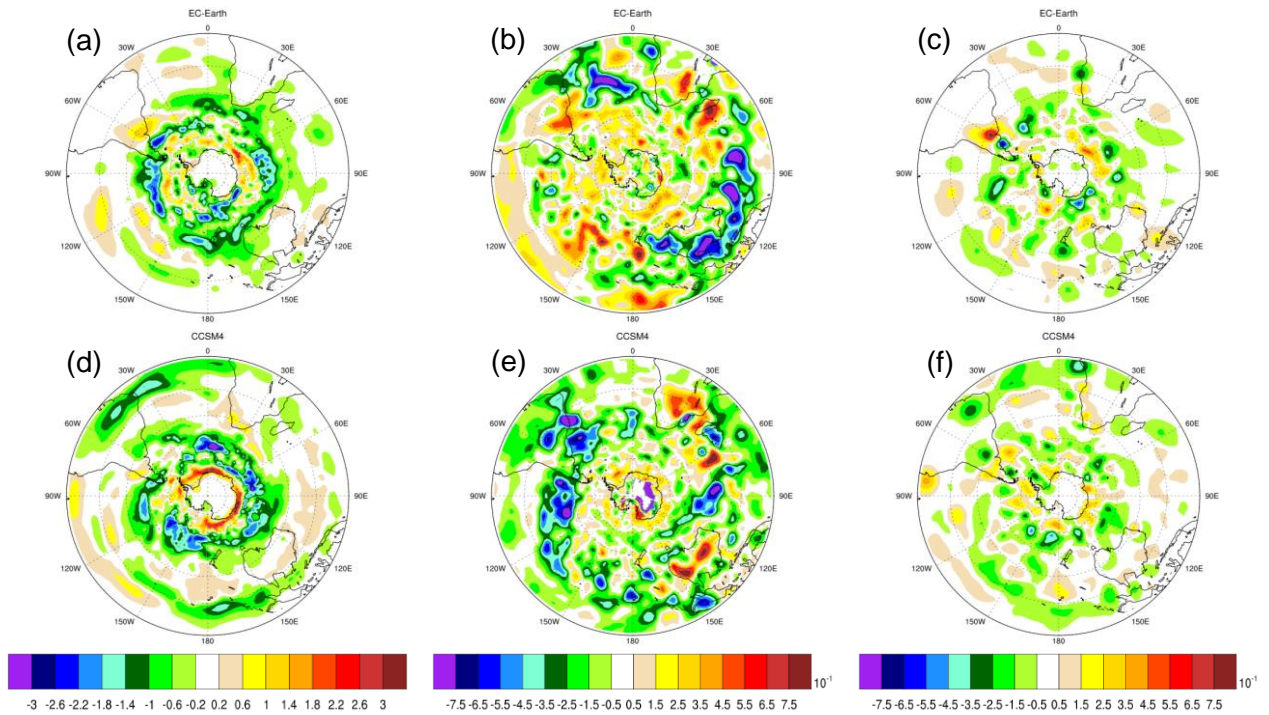 EC-Earth
(a)
0
30E
60E
90E
120E
150E
180
150W
120W
90W
60W
30W
EC-Earth
(b)
0
30E
60E
90E
120E
150E
180
150W
120W
90W
60W
30W
EC-Earth
(c)
0
30E
60E
90E
120E
150E
180
150W
120W
90W
60W
30W
CCSM4
(d)
0
30E
60E
90E
120E
150E
180
150W
120W
90W
60W
30W
CCSM4
(e)
0
30E
60E
90E
120E
150E
180
150W
120W
90W
60W
30W
CCSM4
(f)
0
30E
60E
90E
120E
150E
180
150W
120W
90W
60W
30W
-3 -2.6 -2.2 -1.8 -1.4 -1 -0.6 -0.2 0.2 0.6 1 1.4 1.8 2.2 2.6 3
10-1
-7.5 -6.5 -5.5 -4.5 -3.5 -2.5 -1.5 -0.5 0.5 1.5 2.5 3.5 4.5 5.5 6.5 7.5
10-1
-7.5 -6.5 -5.5 -4.5 -3.5 -2.5 -1.5 -0.5 0.5 1.5 2.5 3.5 4.5 5.5 6.5 7.5